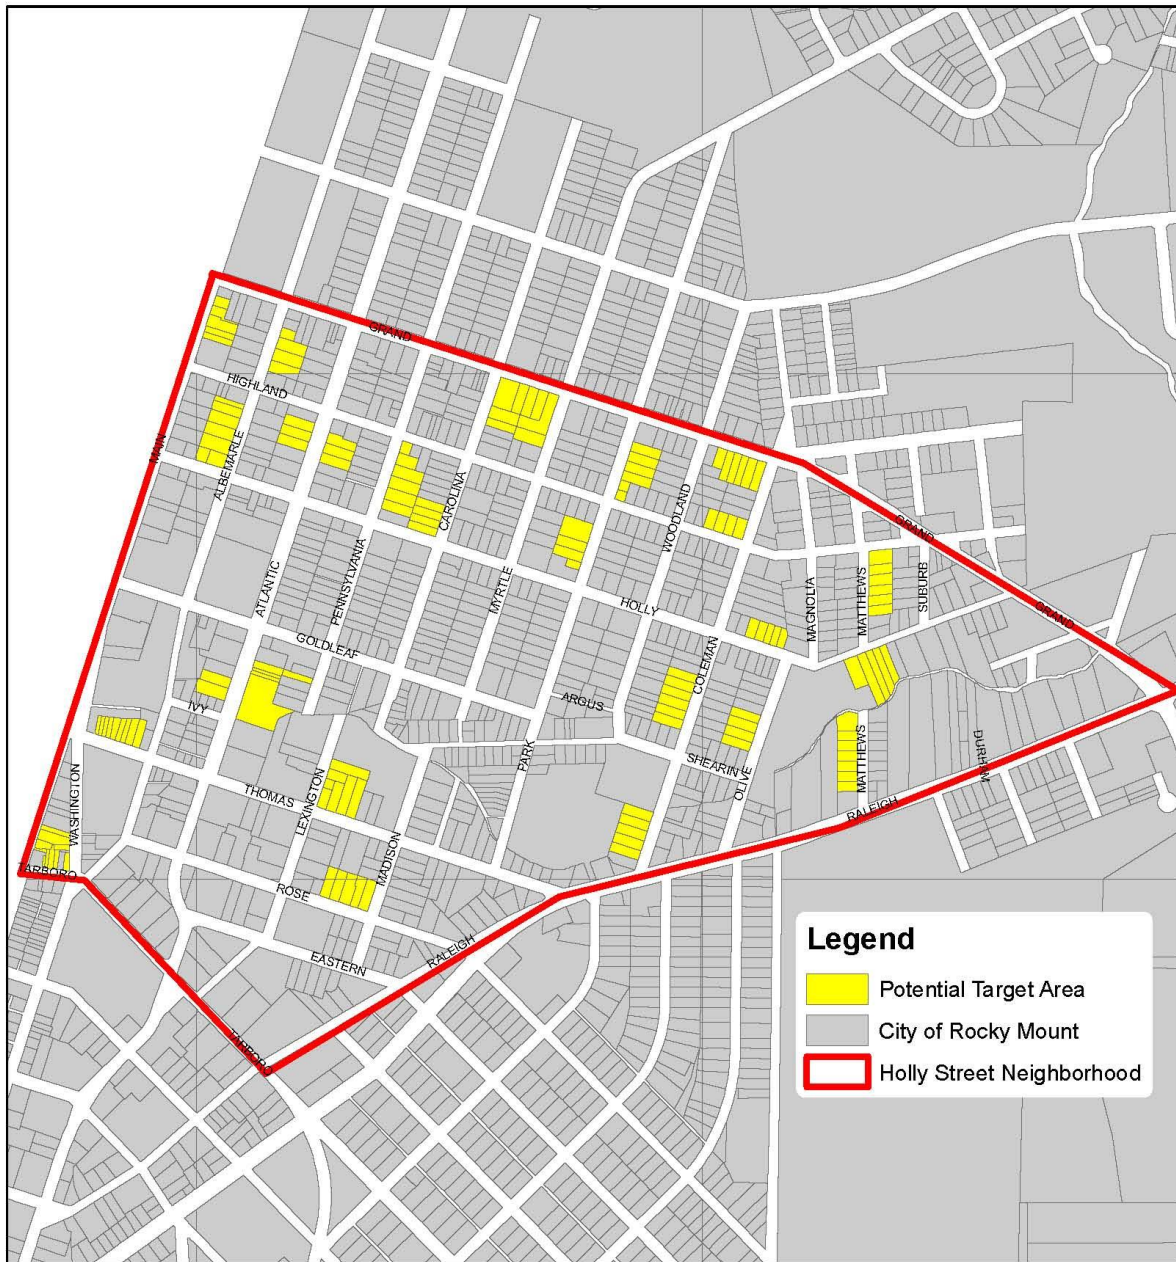 GRAND
HIGHLAND
MAIN
ALBEMARLE
CAROLINA
WOODLAND
GRAND
ATLANTIC
PENNSYLVANIA
MYRTLE
HOLLY
MAGNOLIA
MATTHEWS
SUBURB
GRAND
GOLDLEAF
COLEMAN
IVY
ARGUS
PARK
SHEARIN
OLIVE
MATTHEWS
DURHAM
WASHINGTON
THOMAS
LEXINGTON
RALEIGH
MADISON
TARBORO
ROSE
EASTERN
RALEIGH
TARBORO
Legend
Potential Target Area
City of Rocky Mount
Holly Street Neighborhood